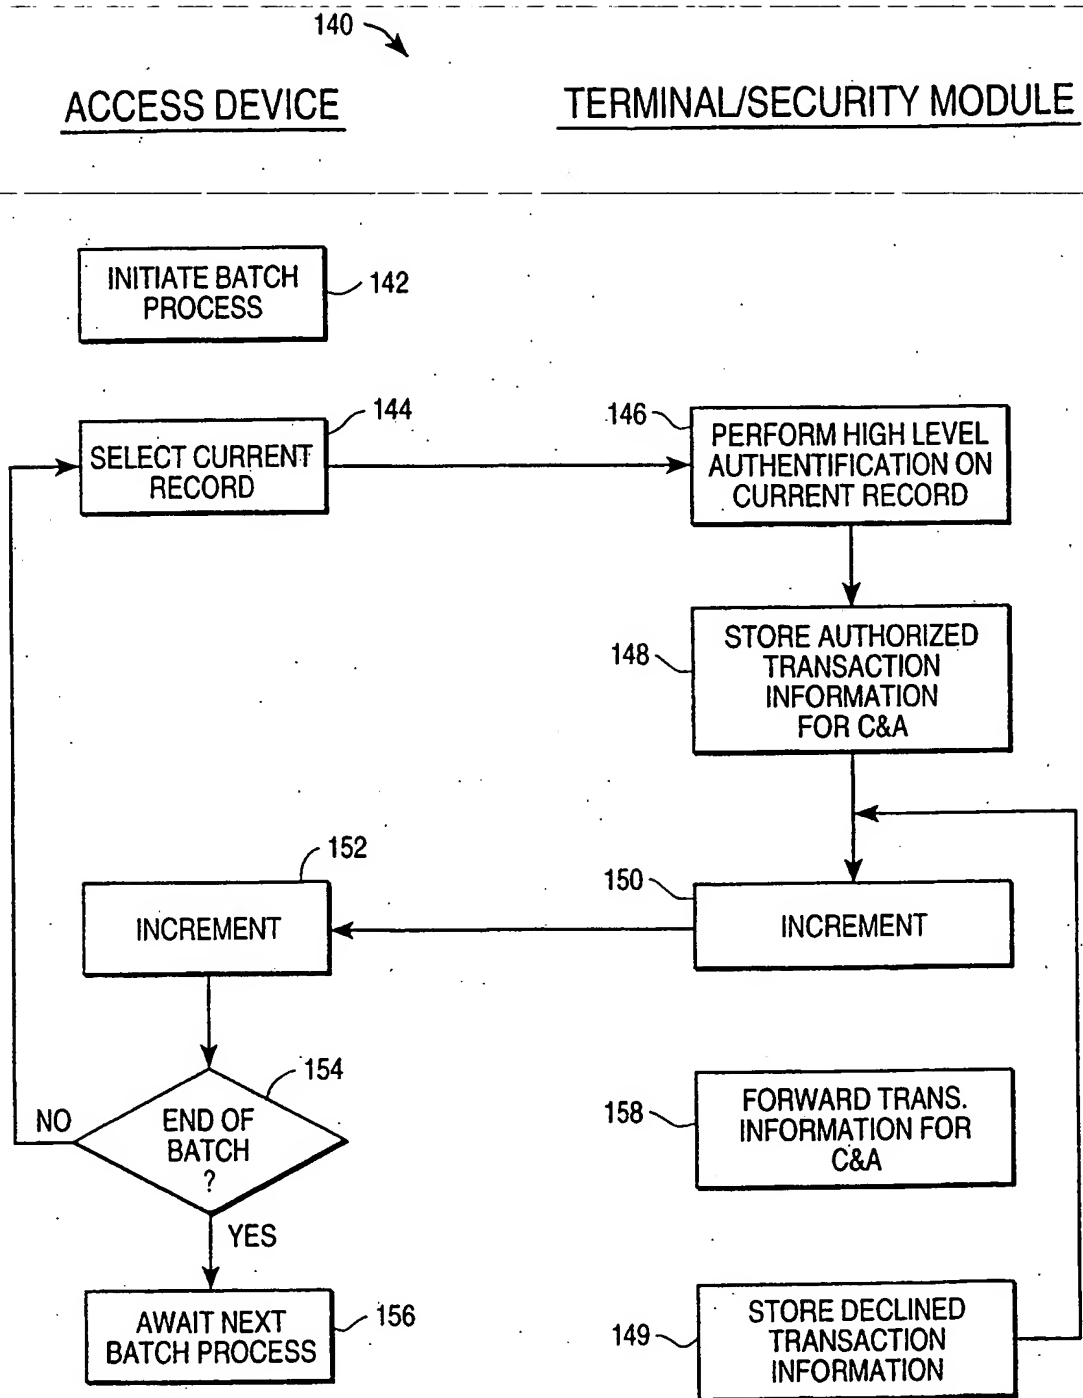 140
ACCESS DEVICE
TERMINAL/SECURITY MODULE
INITIATE BATCH
PROCESS
142
SELECT CURRENT
RECORD
144
146
PERFORM HIGH LEVEL
AUTHENTIFICATION ON
CURRENT RECORD
148
STORE AUTHORIZED
TRANSACTION
INFORMATION
FOR C&A
152
INCREMENT
150
INCREMENT
154
NO
END OF
BATCH
?
YES
158
FORWARD TRANS.
INFORMATION FOR
C&A
AWAIT NEXT
BATCH PROCESS
156
149
STORE DECLINED
TRANSACTION
INFORMATION